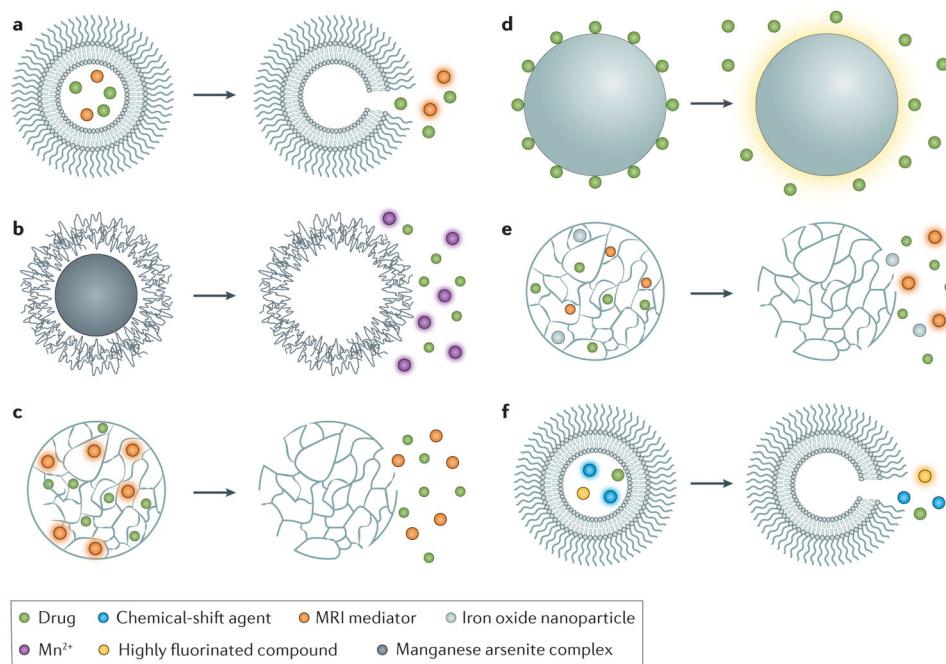 a
d
b
e
c
f
Drug Chemical-shift agent MRI mediator Iron oxide nanoparticle
Mn²⁺ Highly fluorinated compound Manganese arsenite complex